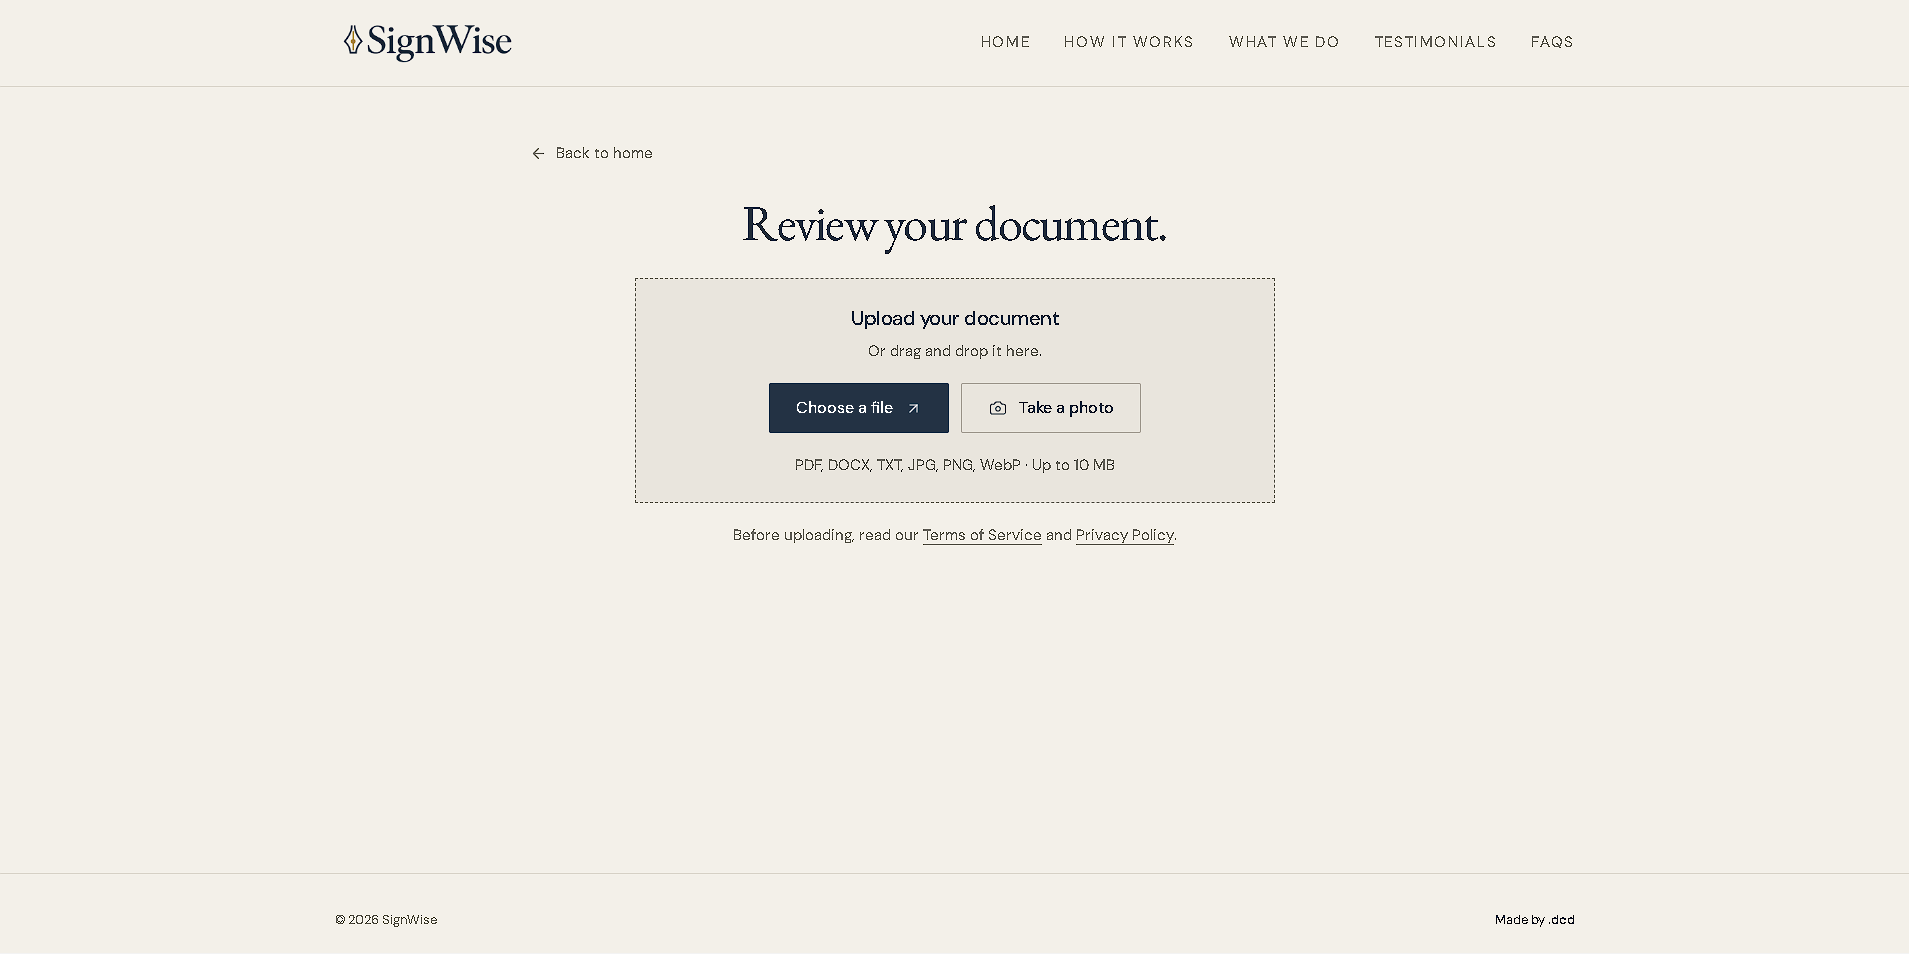 SignWise
HOME HOW IT WORKS WHAT WE DO TESTIMONIALS FAQS
Back to home
Review your document.
Upload your document
Or drag and drop it here.
Choose a file Take a photo
PDF, DOCX, TXT, JPG, PNG, WebP · Up to 10 MB
Before uploading, read our Terms of Service and Privacy Policy.
© 2026 SignWise Made by .dcd